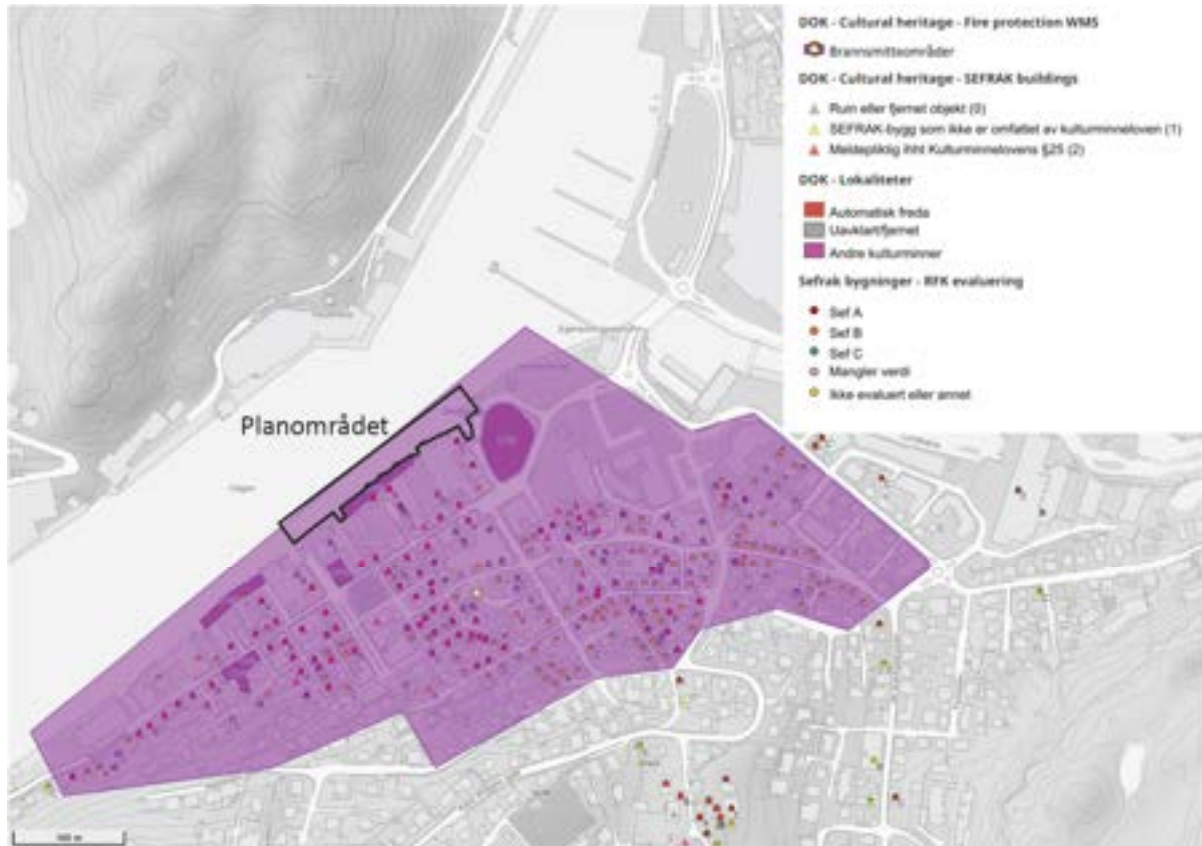 DOK - Cultural heritage - Fire protection WMS
Brannsmitteområder
DOK - Cultural heritage - SEFRAK buildings
Ruin eller fjernet objekt (0)
SEFRAK-bygg som ikke er omfattet av kulturminneloven (1)
Meldepliktig ihht Kulturminnelovens §25 (2)
DOK - Lokaliteter
Automatisk freda
Uavklart/fjernet
Andre kulturminner
Sefrak bygninger - RFK evaluering
Sef A
Sef B
Sef C
Mangler verdi
Ikke evaluert eller annet
Planområdet
100 m